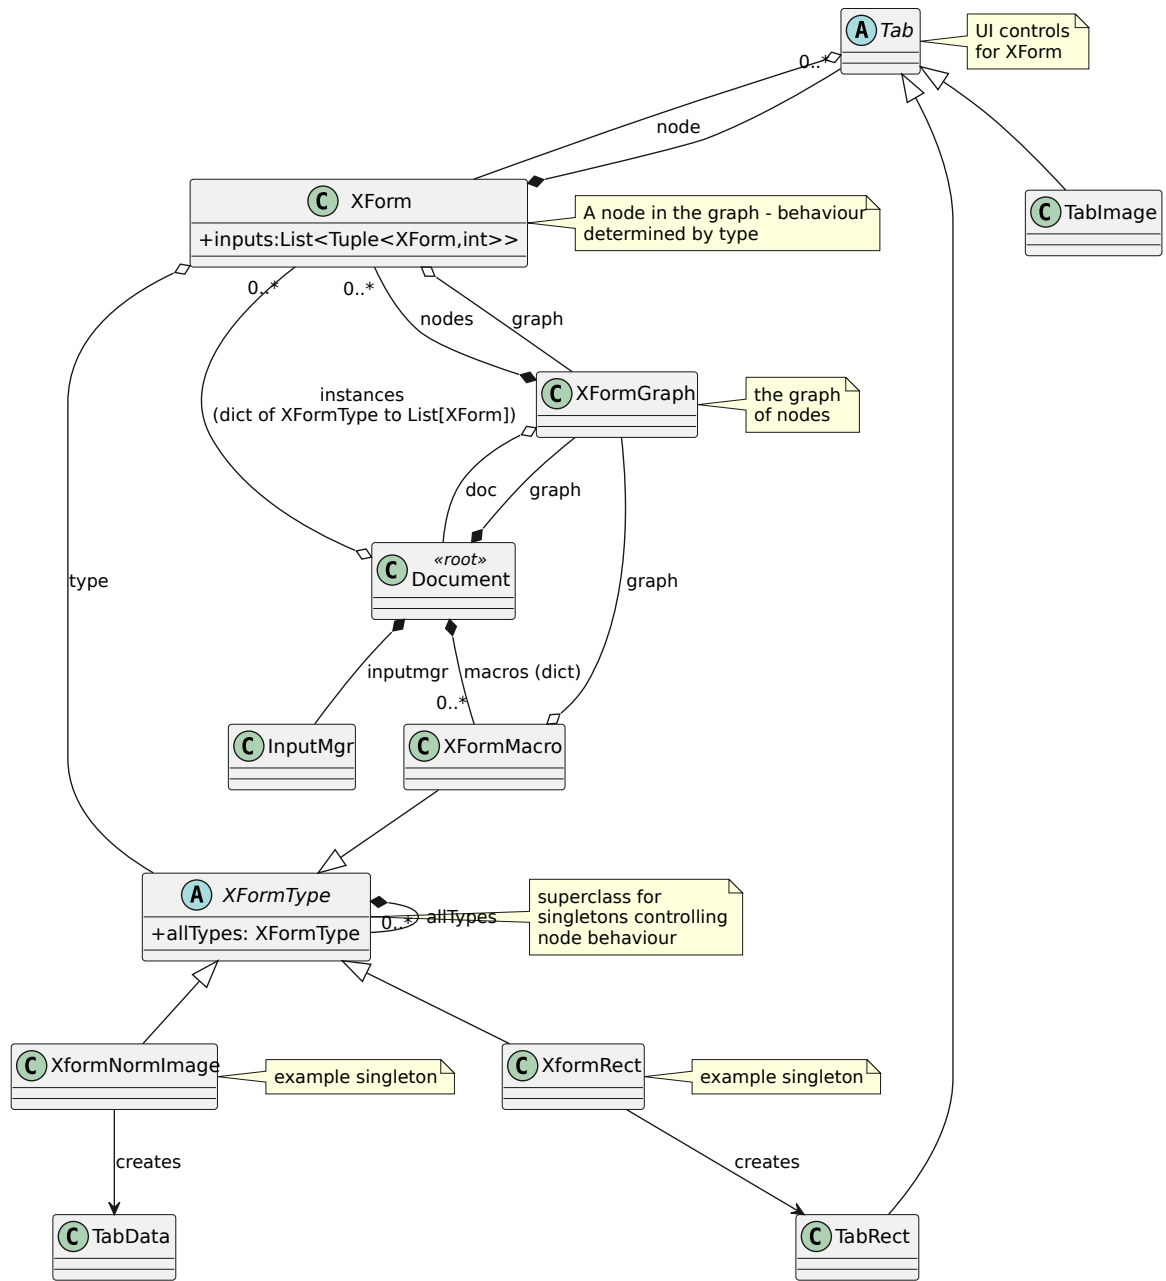 A Tab
UI controls
for XForm
0..*
node
C XForm
+inputs:List<Tuple<XForm,int>>
A node in the graph - behaviour
determined by type
C TabImage
0..*
0..*
nodes
graph
instances
(dict of XFormType to List[XForm])
C XFormGraph
the graph
of nodes
doc
graph
C «root»
Document
type
graph
inputmgr
macros (dict)
0..*
C InputMgr
C XFormMacro
A XFormType
+allTypes: XFormType
0..*
allTypes
superclass for
singletons controlling
node behaviour
C XformNormImage
example singleton
C XformRect
example singleton
creates
creates
C TabData
C TabRect